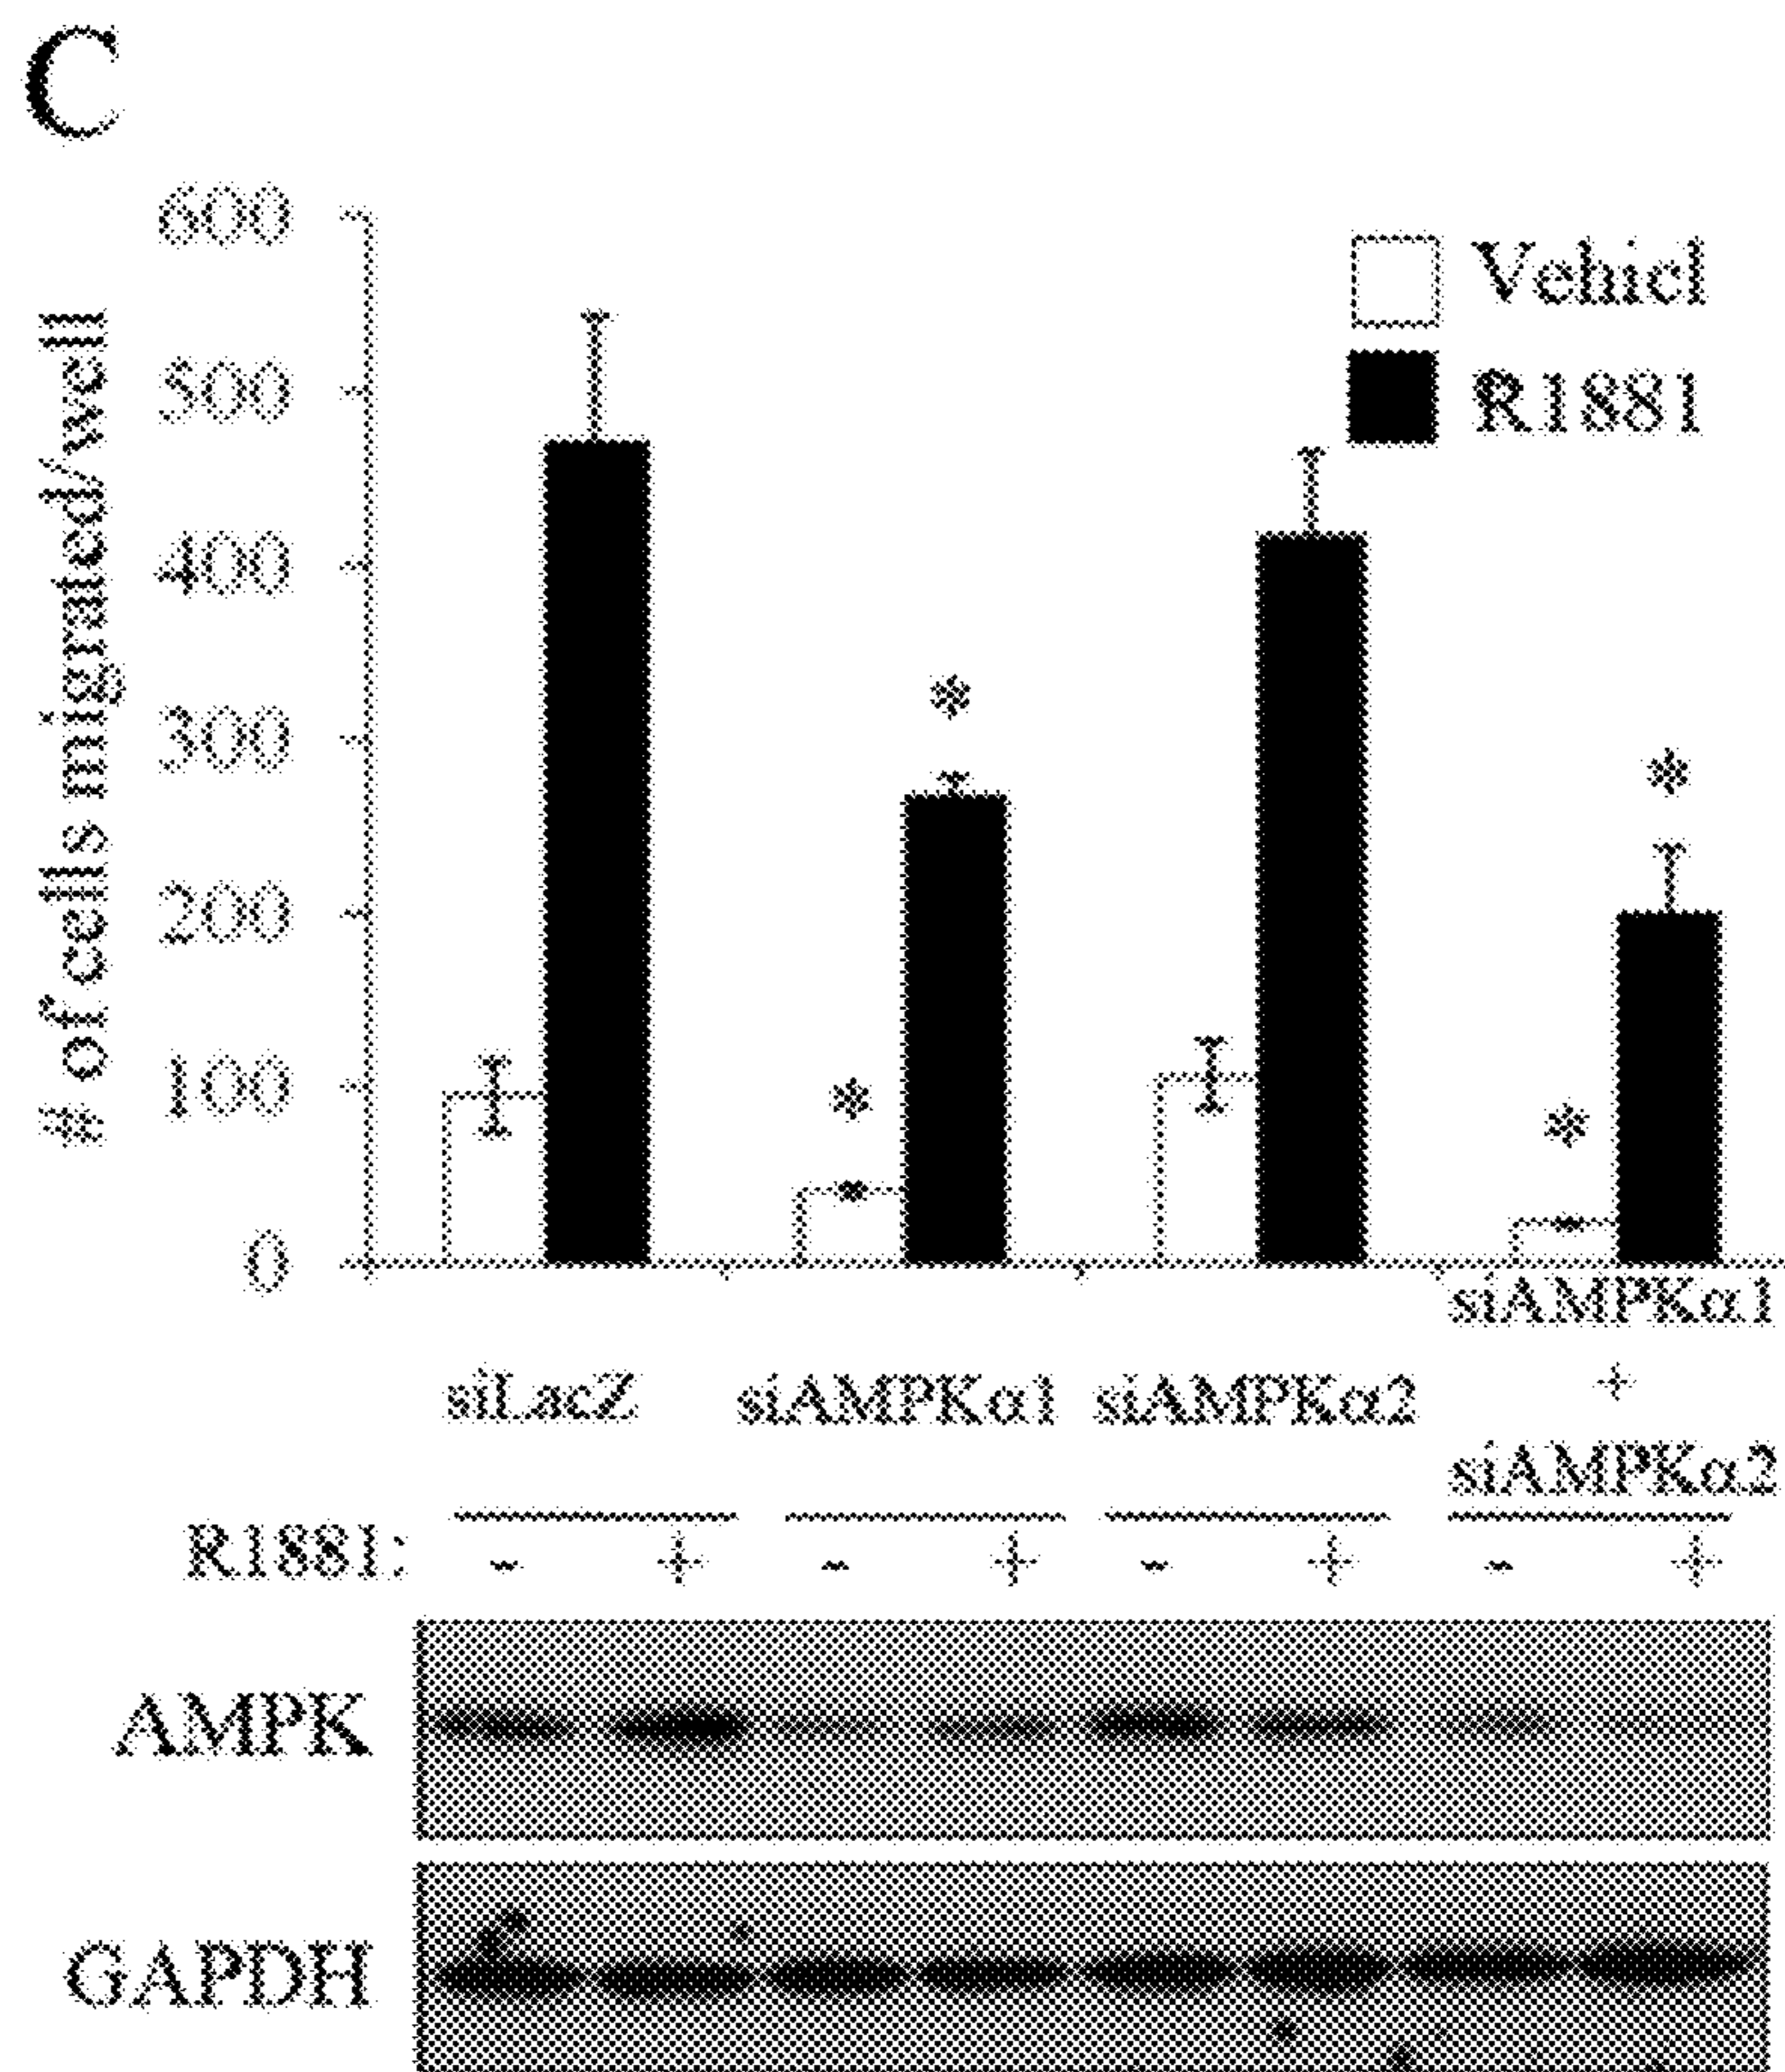 C
600
500
400
300
200
100
0
# of cells migrated/well
Vehicl
R1881
*
*
*
*
siLacZ
siAMPKα1
siAMPKα2
siAMPKα1
+
siAMPKα2
R1881: - + - + - + - +
AMPK
GAPDH